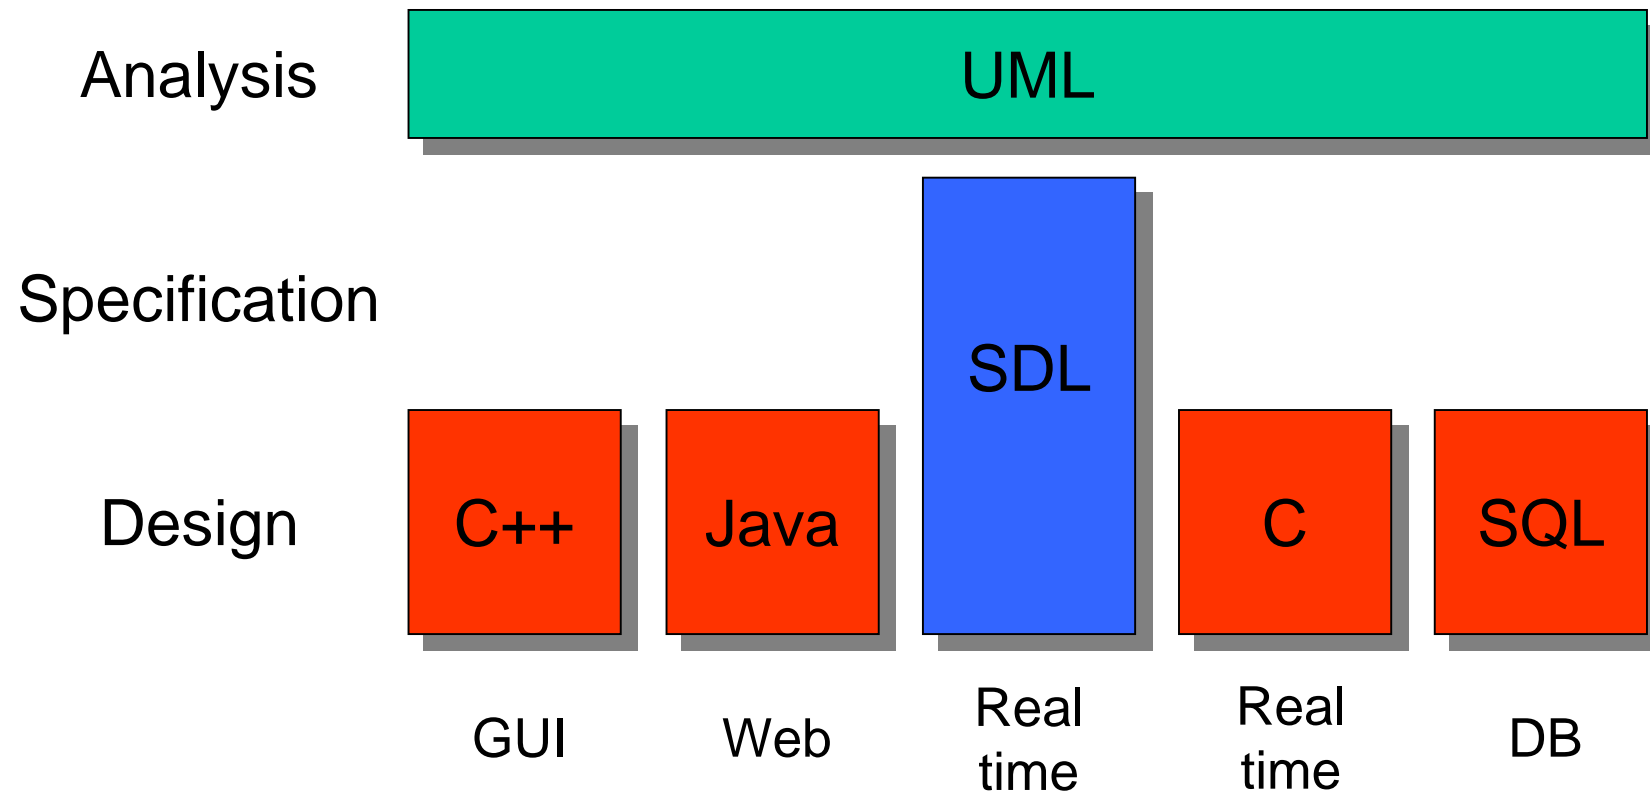 Analysis
UML
Specification
SDL
Design
C++
Java
C
SQL
GUI
Web
Real
time
Real
time
DB